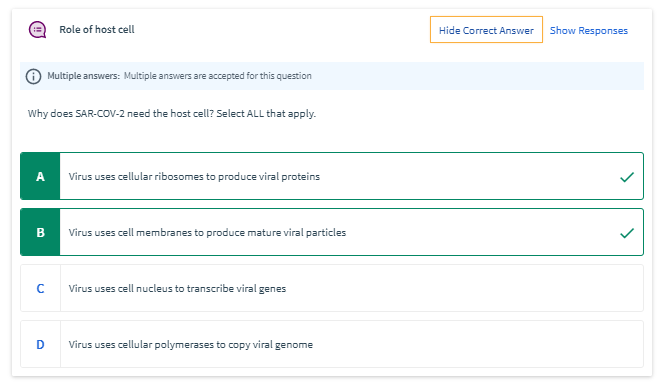 Role of host cell
Hide Correct Answer
Show Responses
Multiple answers: Multiple answers are accepted for this question
Why does SAR-COV-2 need the host cell? Select ALL that apply.
A Virus uses cellular ribosomes to produce viral proteins
B Virus uses cell membranes to produce mature viral particles
C Virus uses cell nucleus to transcribe viral genes
D Virus uses cellular polymerases to copy viral genome